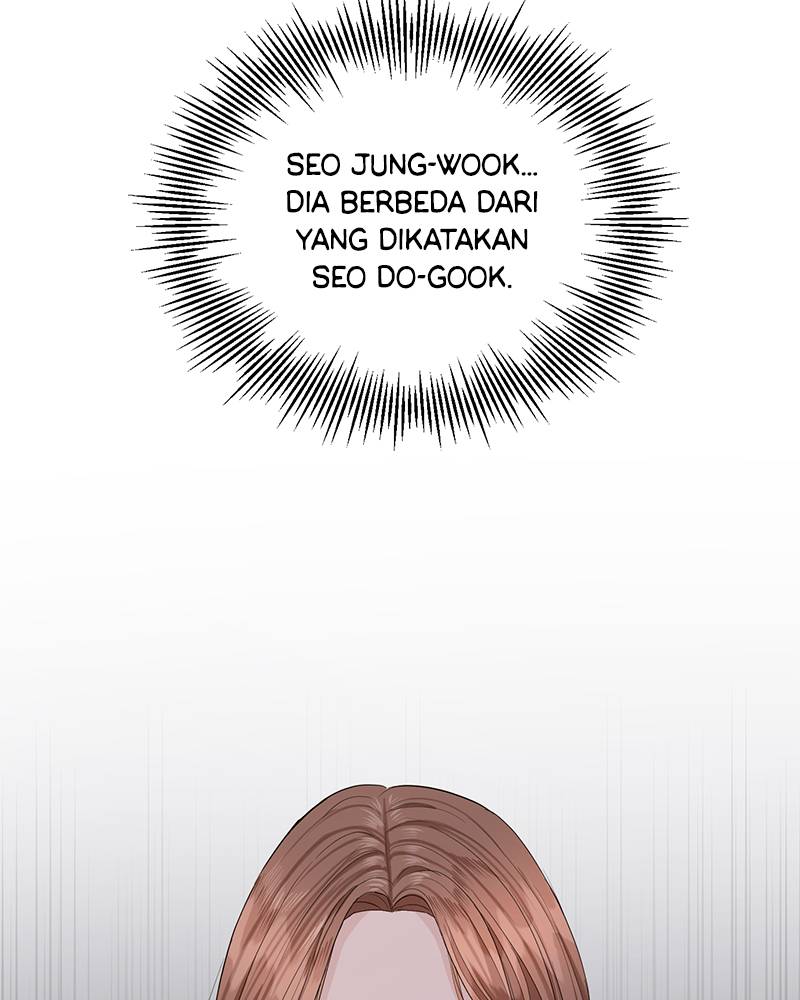 SEO JUNG-WOOK...
DIA BERBEDA DARI
YANG DIKATAKAN
SEO DO-GOOK.